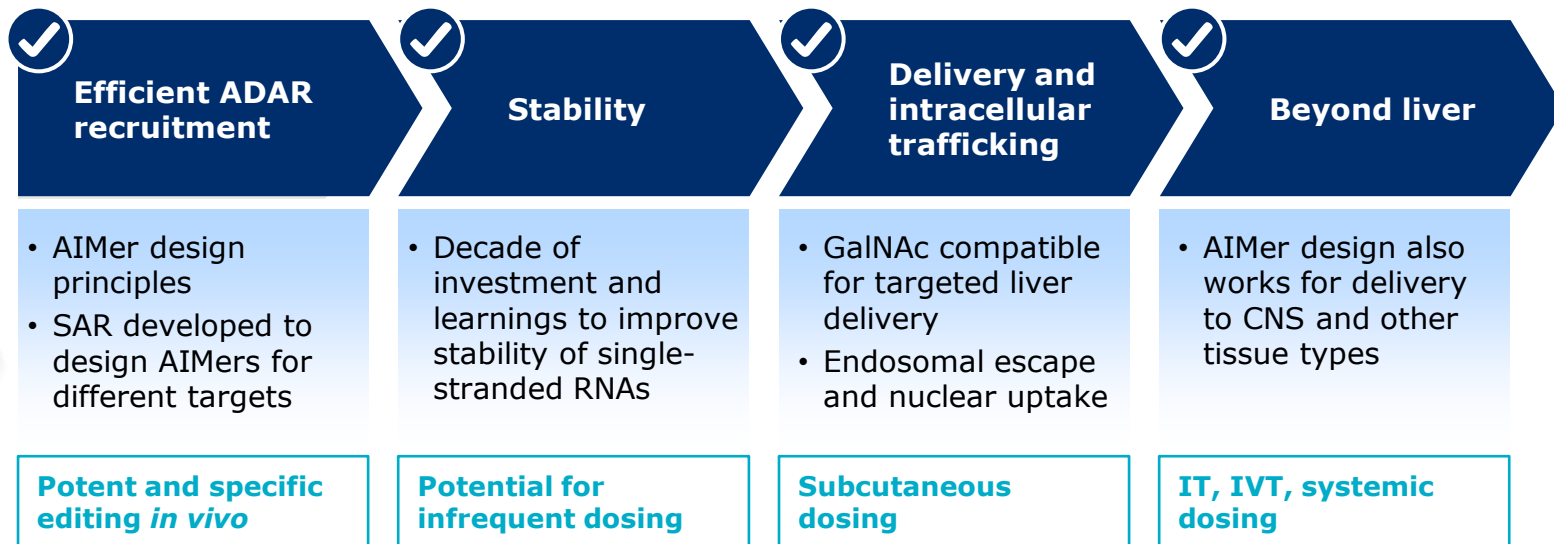 Efficient ADAR
recruitment
Stability
Delivery and
intracellular
trafficking
Beyond liver
• AIMer design
principles
• SAR developed to
design AIMers for
different targets
• Decade of
investment and
learnings to improve
stability of single-
stranded RNAs
• GalNAc compatible
for targeted liver
delivery
• Endosomal escape
and nuclear uptake
• AIMer design also
works for delivery
to CNS and other
tissue types
Potent and specific
editing in vivo
Potential for
infrequent dosing
Subcutaneous
dosing
IT, IVT, systemic
dosing